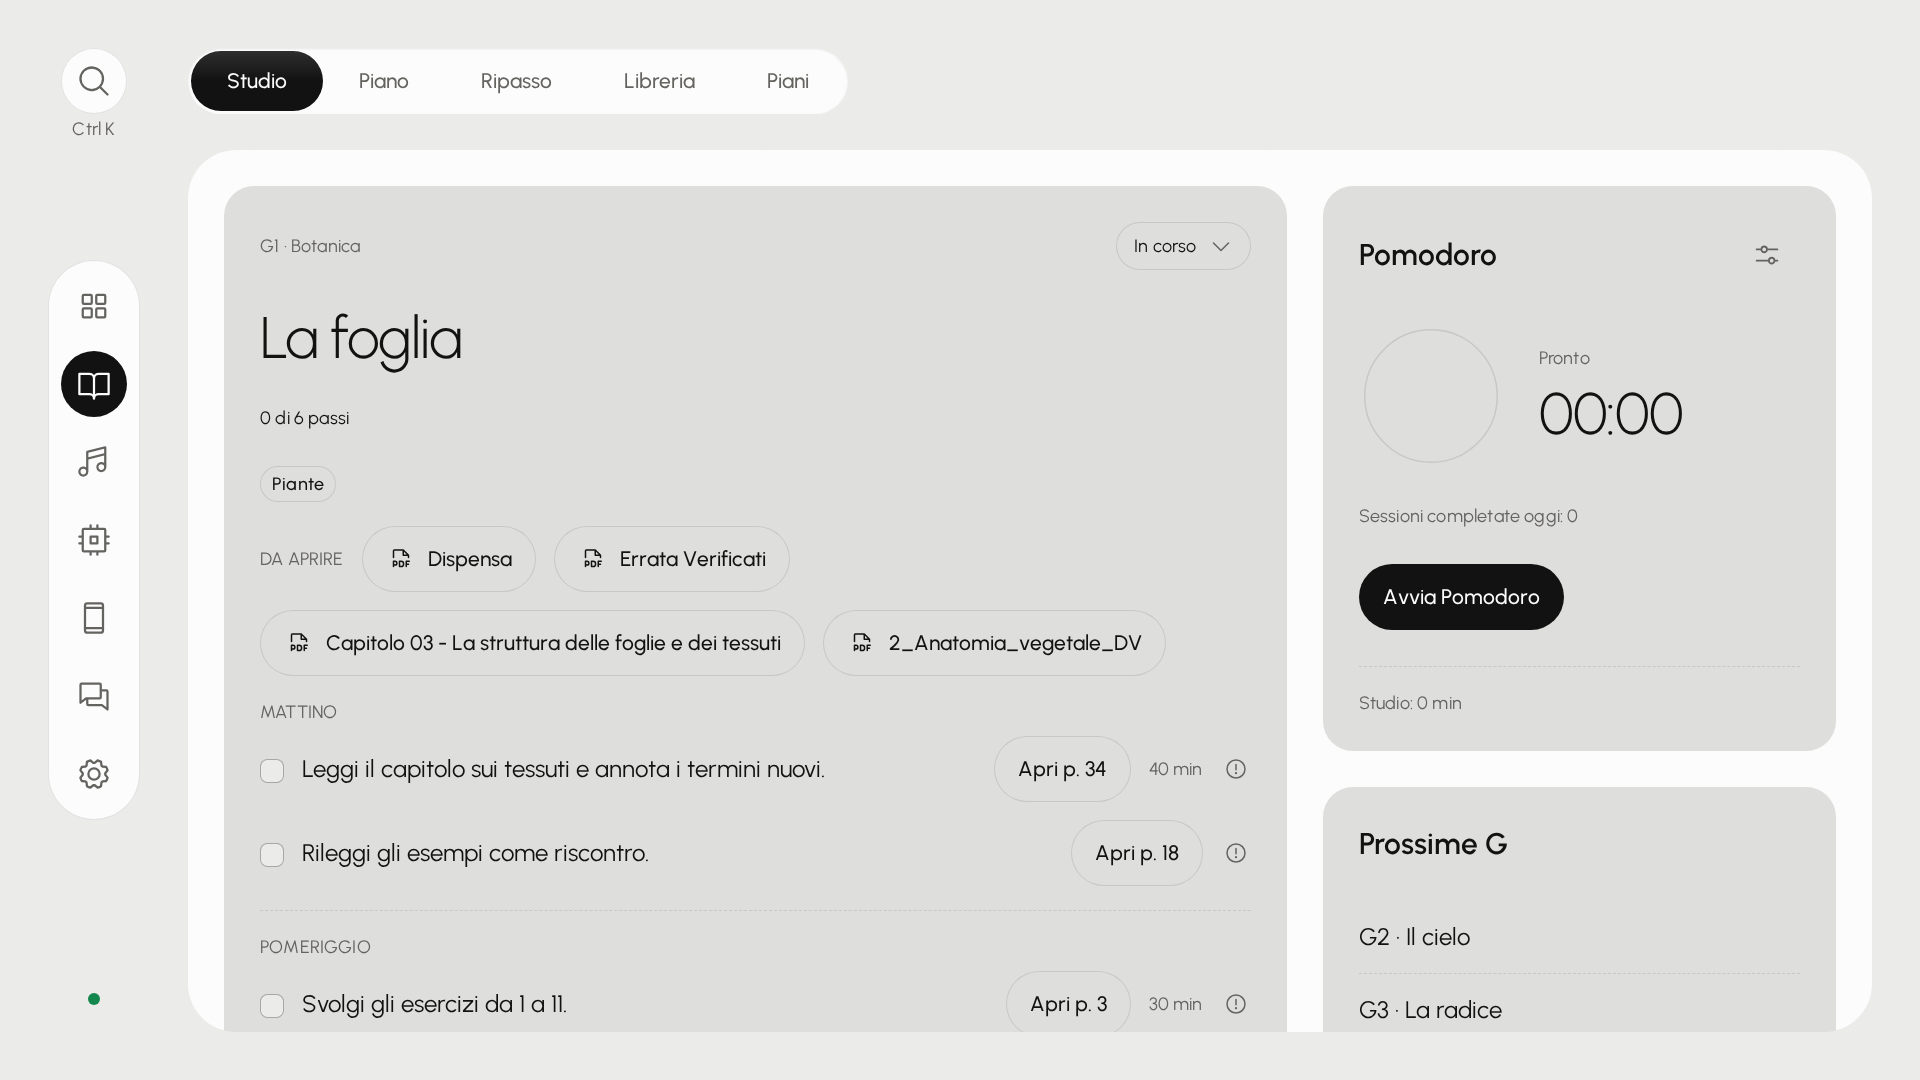 Studio
Piano
Ripasso
Libreria
Piani
Ctrl K
G1 · Botanica
In corso
La foglia
0 di 6 passi
Piante
DA APRIRE
Dispensa
Errata Verificati
Capitolo 03 - La struttura delle foglie e dei tessuti
2_Anatomia_vegetale_DV
MATTINO
Leggi il capitolo sui tessuti e annota i termini nuovi.
Apri p. 34
40 min
Rileggi gli esempi come riscontro.
Apri p. 18
POMERIGGIO
Svolgi gli esercizi da 1 a 11.
Apri p. 3
30 min
Pomodoro
Pronto
00:00
Sessioni completate oggi: 0
Avvia Pomodoro
Studio: 0 min
Prossime G
G2 · Il cielo
G3 · La radice